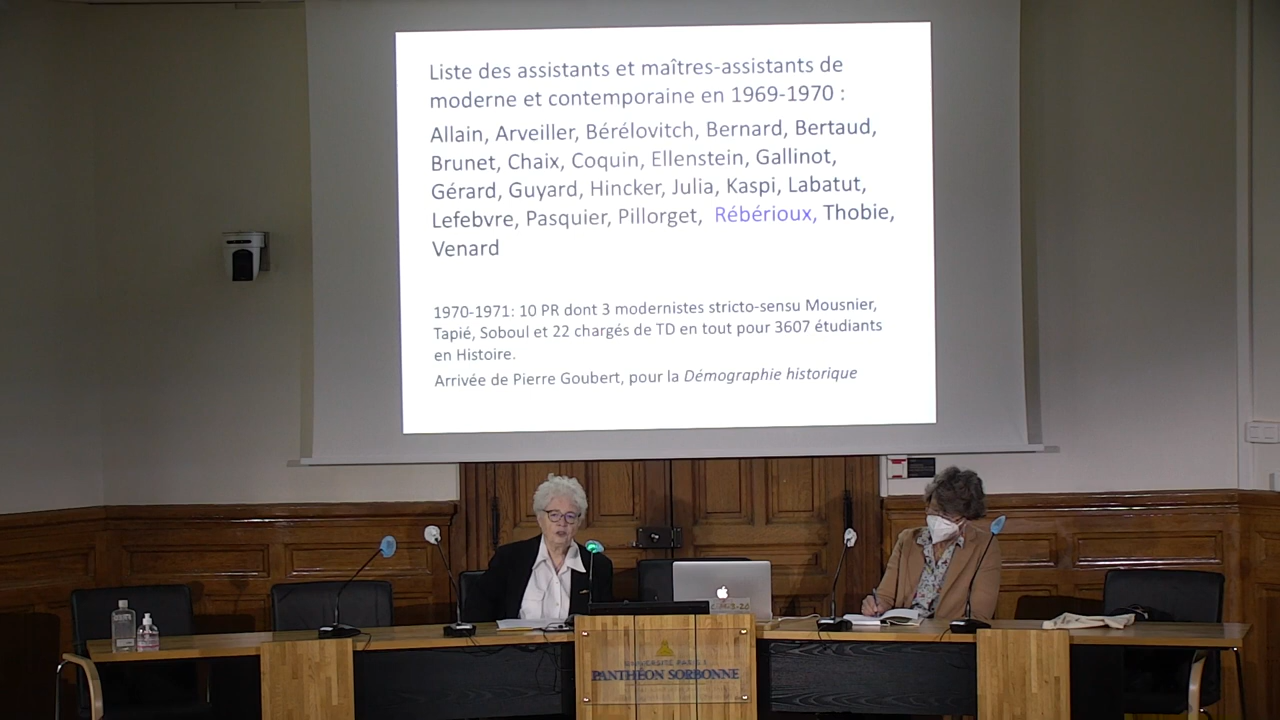 Liste des assistants et maîtres-assistants de
moderne et contemporaine en 1969-1970 :
Allain, Arveiller, Bérélovitch, Bernard, Bertaud,
Brunet, Chaix, Coquin, Ellenstein, Gallinot,
Gérard, Guyard, Hincker, Julia, Kaspi, Labatut,
Lefebvre, Pasquier, Pillorget, Rébérioux, Thobie,
Venard
1970-1971: 10 PR dont 3 modernistes stricto-sensu Mousnier,
Tapié, Soboul et 22 chargés de TD en tout pour 3607 étudiants
en Histoire.
Arrivée de Pierre Goubert, pour la Démographie historique
UNIVERSITÉ PARIS 1
PANTHÉON SORBONNE